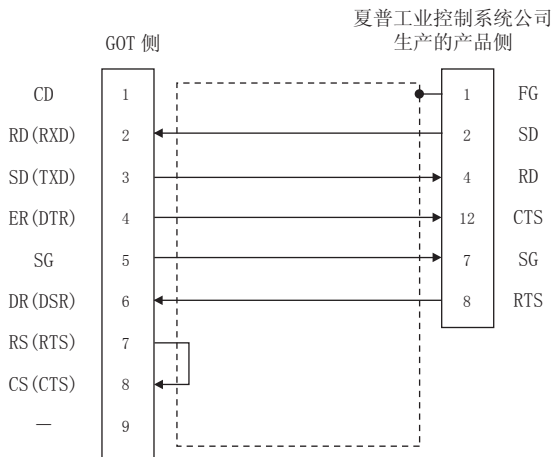 夏普工业控制系统公司
GOT 侧 生产的产品侧
CD 1 1 FG
RD(RXD) 2 2 SD
SD(TXD) 3 4 RD
ER(DTR) 4 12 CTS
SG 5 7 SG
DR(DSR) 6 8 RTS
RS(RTS) 7
CS(CTS) 8
— 9